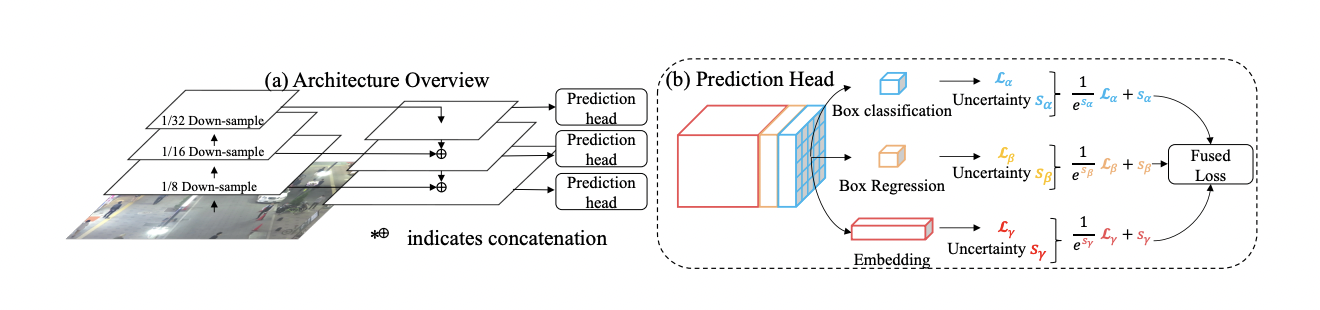 (a) Architecture Overview
1/32 Down-sample
1/16 Down-sample
1/8 Down-sample
Prediction
head
Prediction
head
Prediction
head
*⊕ indicates concatenation
(b) Prediction Head
Box classification
ℒα
Uncertainty sα
1/e^sα ℒα + sα
Box Regression
ℒβ
Uncertainty sβ
1/e^sβ ℒβ + sβ
Embedding
ℒγ
Uncertainty sγ
1/e^sγ ℒγ + sγ
Fused
Loss